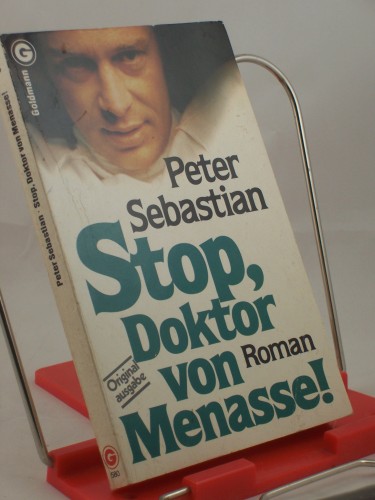 Goldmann
Peter Sebastian · Stop, Doktor von Menasse!
Peter
Sebastian
Stop,
Doktor
von
Menasse!
Roman
Original
ausgabe